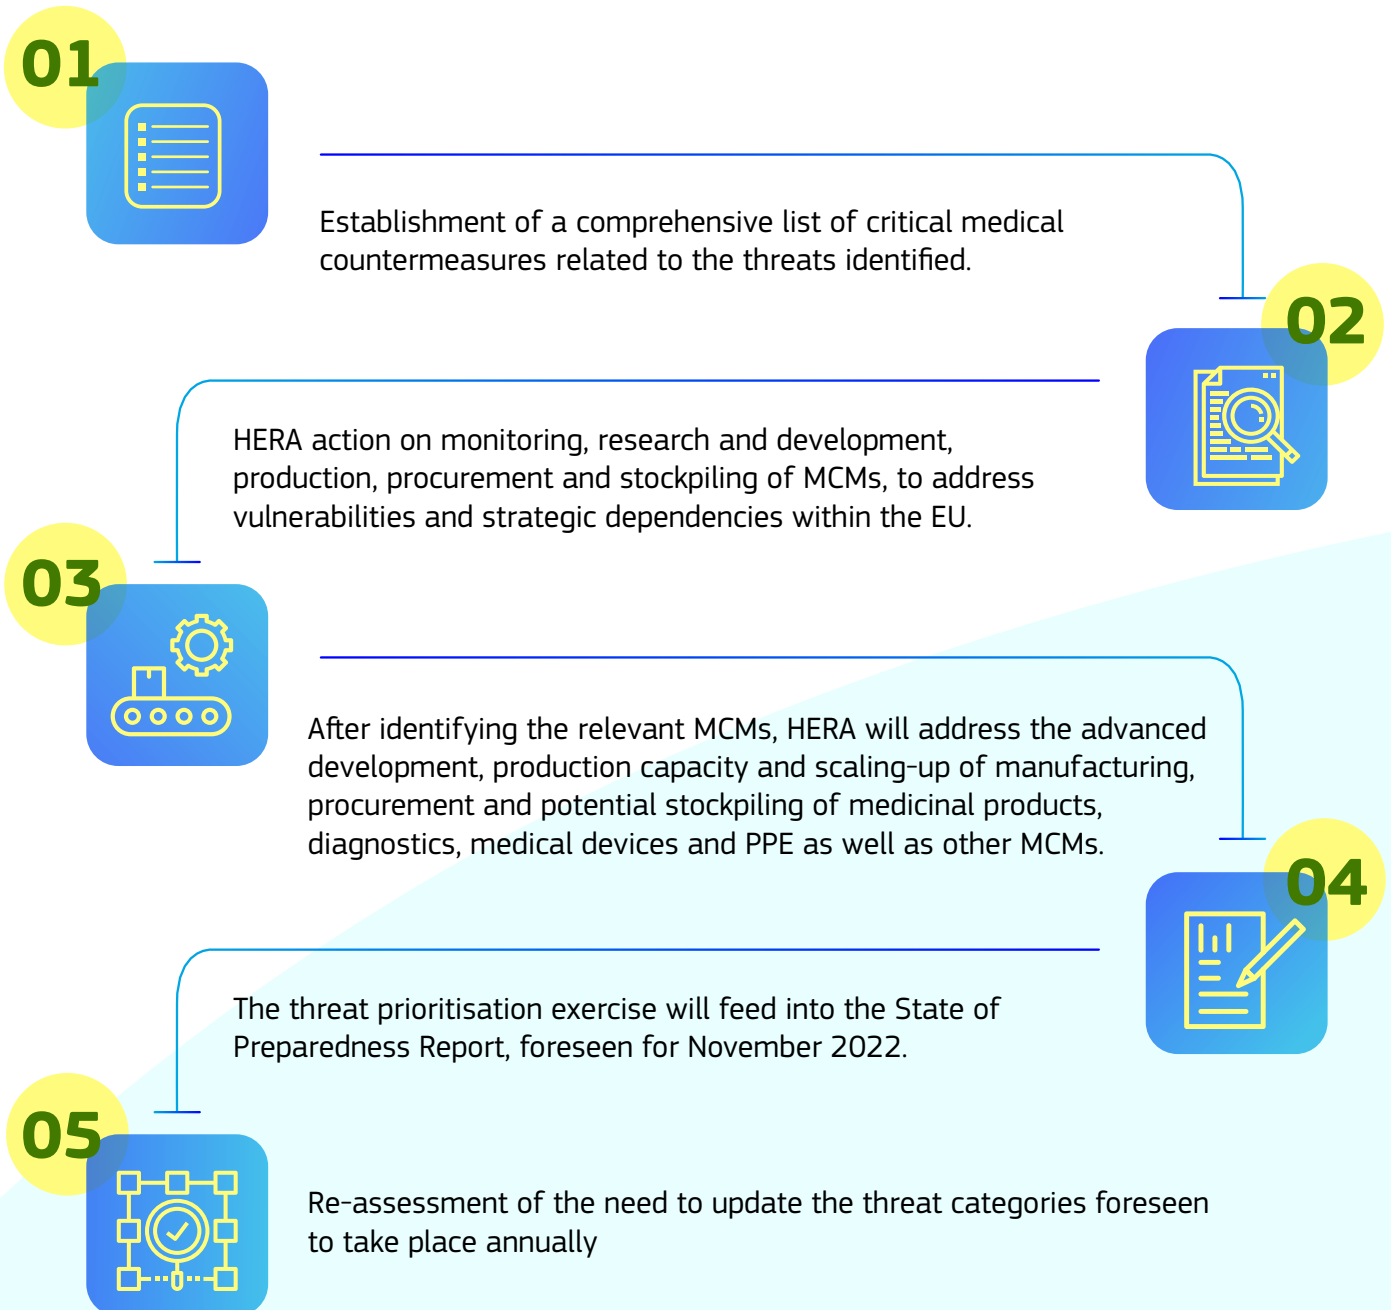 01
Establishment of a comprehensive list of critical medical
countermeasures related to the threats identified.
02
HERA action on monitoring, research and development,
production, procurement and stockpiling of MCMs, to address
vulnerabilities and strategic dependencies within the EU.
03
After identifying the relevant MCMs, HERA will address the advanced
development, production capacity and scaling-up of manufacturing,
procurement and potential stockpiling of medicinal products,
diagnostics, medical devices and PPE as well as other MCMs.
04
The threat prioritisation exercise will feed into the State of
Preparedness Report, foreseen for November 2022.
05
Re-assessment of the need to update the threat categories foreseen
to take place annually